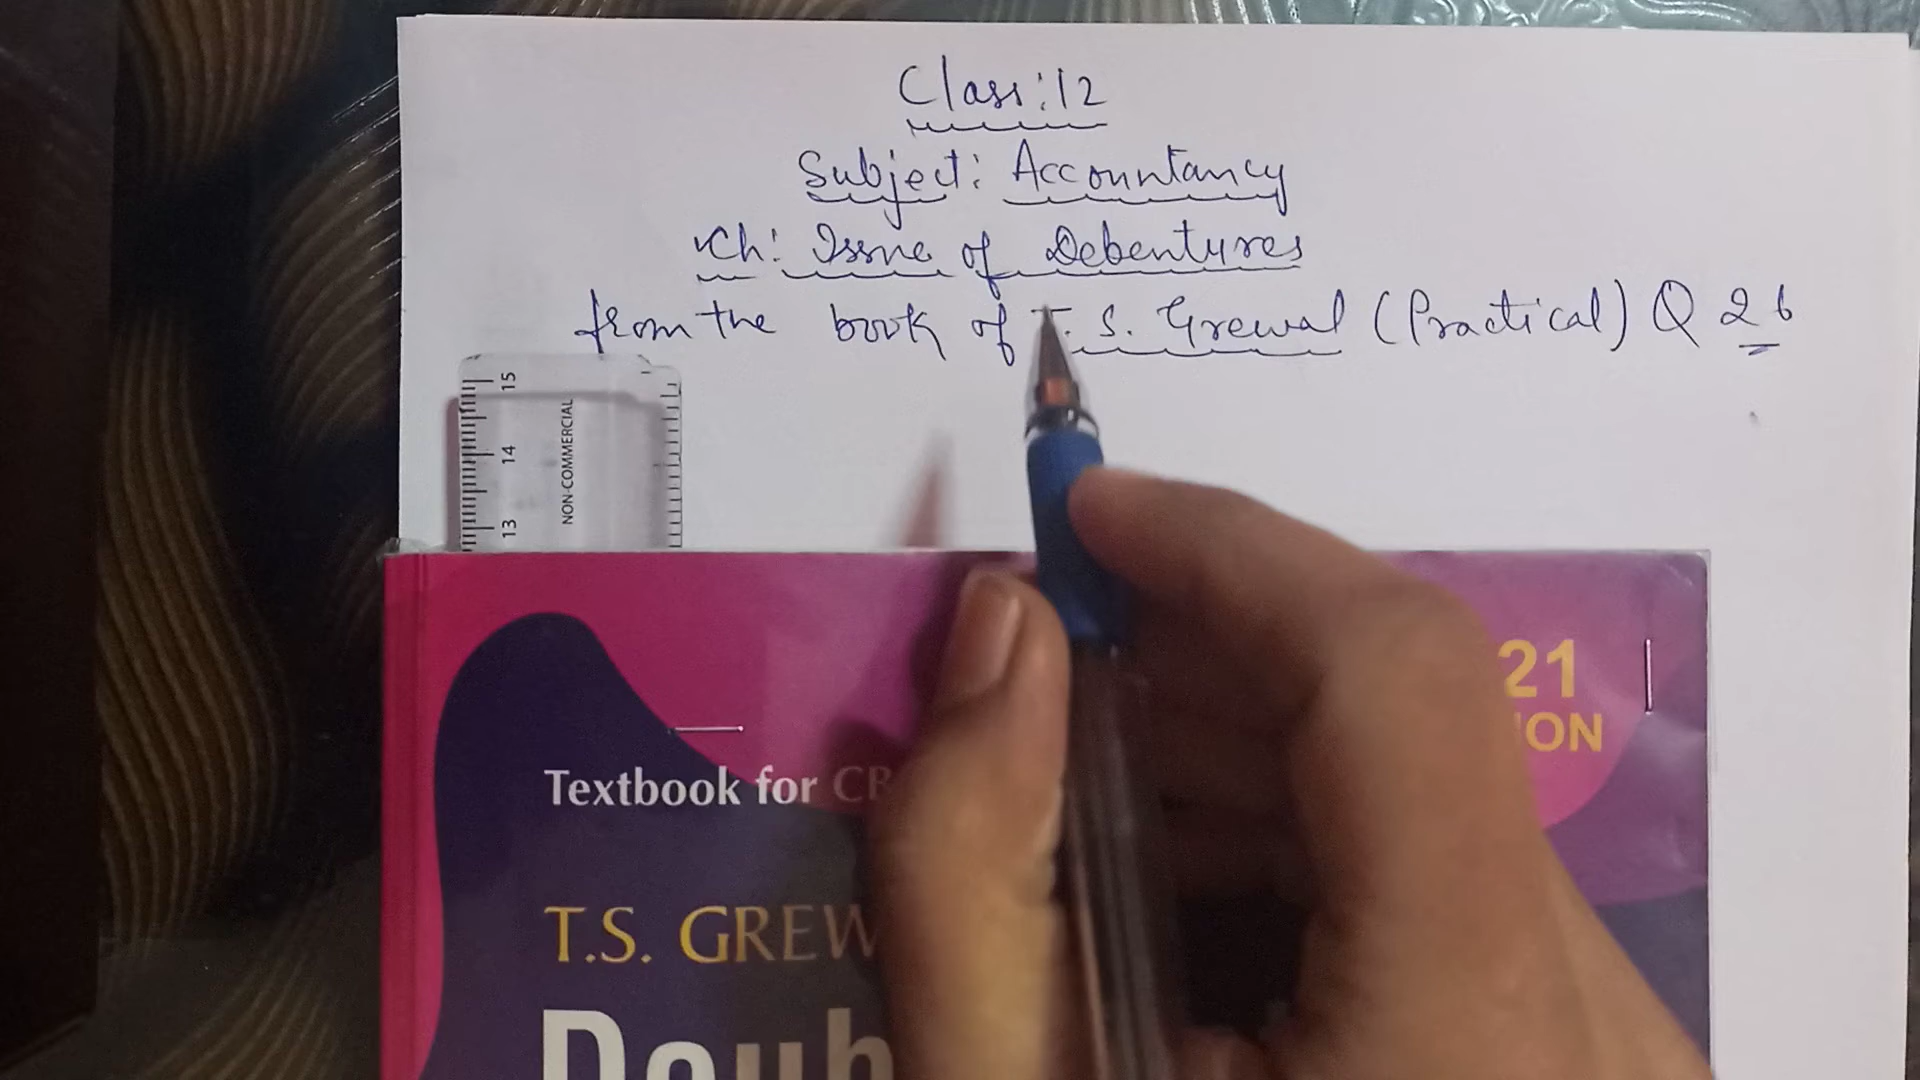 Class: 12
Subject: Accountancy
Ch: Issue of Debentures
from the book of T. S. Grewal (Practical) Q 26
15
14
13
NON-COMMERCIAL
21
ION
Textbook for CB
T.S. GREW
Doub